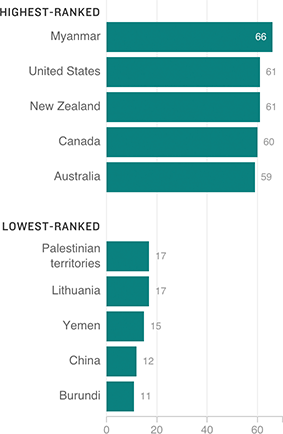 HIGHEST-RANKED
Myanmar 66
United States 61
New Zealand 61
Canada 60
Australia 59
LOWEST-RANKED
Palestinian
territories 17
Lithuania 17
Yemen 15
China 12
Burundi 11
0 20 40 60